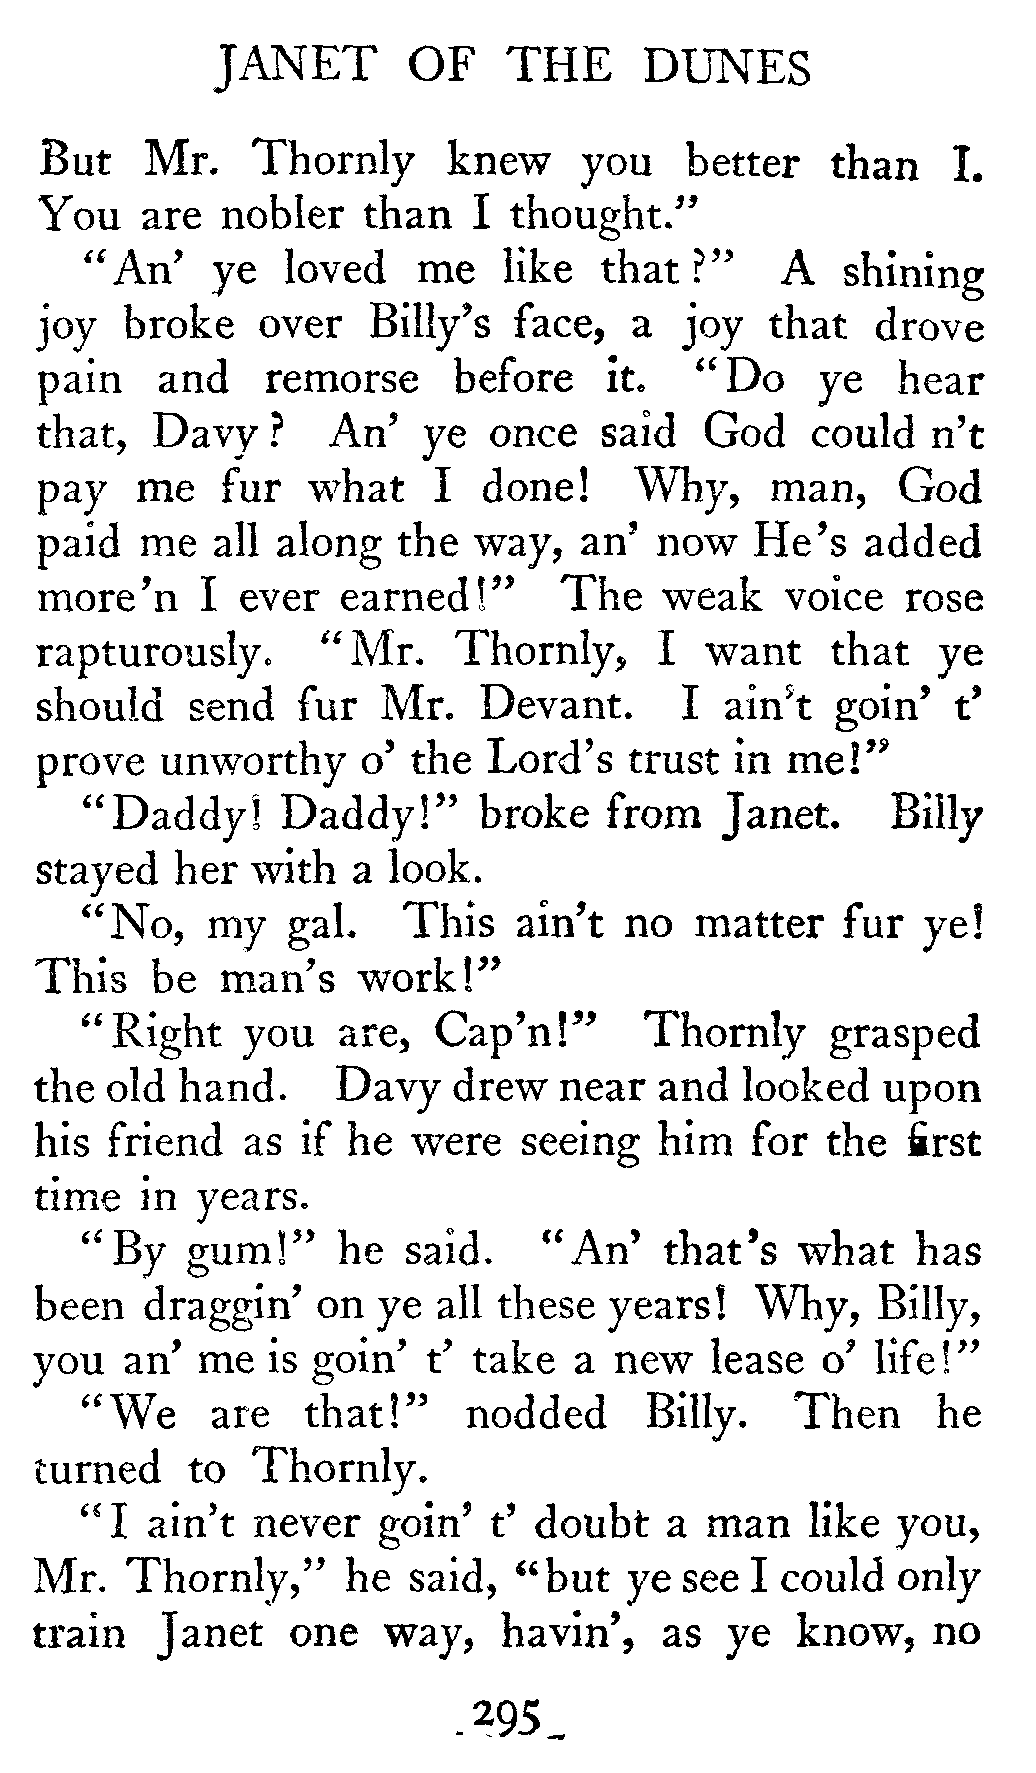 JANET OF THE DUNES
But Mr. Thornly knew you better than I.
You are nobler than I thought.”
“An’ ye loved me like that?” A shining
joy broke over Billy’s face, a joy that drove
pain and remorse before it. “Do ye hear
that, Davy? An’ ye once said God could n’t
pay me fur what I done! Why, man, God
paid me all along the way, an’ now He’s added
more’n I ever earned!” The weak voice rose
rapturously. “Mr. Thornly, I want that ye
should send fur Mr. Devant. I ain’t goin’ t’
prove unworthy o’ the Lord’s trust in me!”
“Daddy! Daddy!” broke from Janet. Billy
stayed her with a look.
“No, my gal. This ain’t no matter fur ye!
This be man’s work!”
“Right you are, Cap’n!” Thornly grasped
the old hand. Davy drew near and looked upon
his friend as if he were seeing him for the first
time in years.
“By gum!” he said. “An’ that’s what has
been draggin’ on ye all these years! Why, Billy,
you an’ me is goin’ t’ take a new lease o’ life!”
“We are that!” nodded Billy. Then he
turned to Thornly.
“I ain’t never goin’ t’ doubt a man like you,
Mr. Thornly,” he said, “but ye see I could only
train Janet one way, havin’, as ye know, no
295